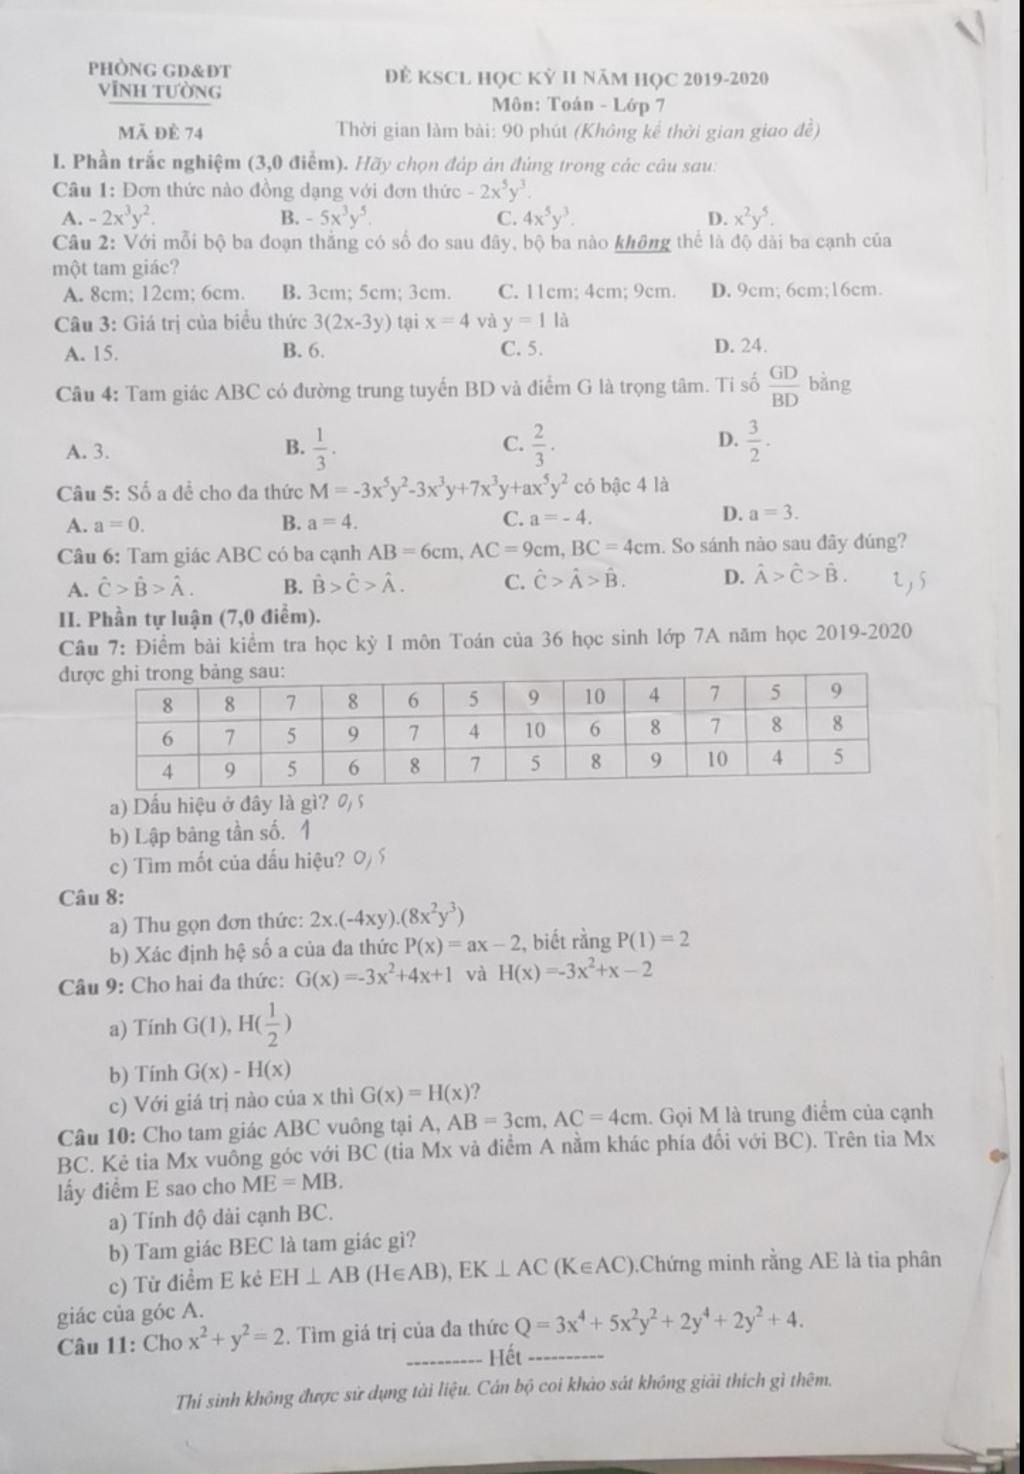 PHÒNG GD&ĐT
VĨNH TƯỜNG
MÃ ĐỀ 74
ĐỀ KSCL HỌC KỲ II NĂM HỌC 2019-2020
Môn: Toán - Lớp 7
Thời gian làm bài: 90 phút (Không kể thời gian giao đề)
I. Phần trắc nghiệm (3,0 điểm). Hãy chọn đáp án đúng trong các câu sau:
Câu 1: Đơn thức nào đồng dạng với đơn thức - 2x⁵y³.
A. - 2x³y². B. - 5x³y⁵. C. 4x⁵y³. D. x²y⁵.
Câu 2: Với mỗi bộ ba đoạn thẳng có số đo sau đây, bộ ba nào không thể là độ dài ba cạnh của
một tam giác?
A. 8cm; 12cm; 6cm. B. 3cm; 5cm; 3cm. C. 11cm; 4cm; 9cm. D. 9cm; 6cm;16cm.
Câu 3: Giá trị của biểu thức 3(2x-3y) tại x = 4 và y = 1 là
A. 15. B. 6. C. 5. D. 24.
Câu 4: Tam giác ABC có đường trung tuyến BD và điểm G là trọng tâm. Tỉ số GD/BD bằng
A. 3. B. 1/3. C. 2/3. D. 3/2.
Câu 5: Số a để cho đa thức M = -3x⁵y²-3x³y+7x³y+ax⁵y² có bậc 4 là
A. a = 0. B. a = 4. C. a = - 4. D. a = 3.
Câu 6: Tam giác ABC có ba cạnh AB = 6cm, AC = 9cm, BC = 4cm. So sánh nào sau đây đúng?
A. Ĉ > B̂ > Â. B. B̂ > Ĉ > Â. C. Ĉ > Â > B̂. D. Â > Ĉ > B̂.
II. Phần tự luận (7,0 điểm).
Câu 7: Điểm bài kiểm tra học kỳ I môn Toán của 36 học sinh lớp 7A năm học 2019-2020
được ghi trong bảng sau:
8 8 7 8 6 5 9 10 4 7 5 9
6 7 5 9 7 4 10 6 8 7 8 8
4 9 5 6 8 7 5 8 9 10 4 5
a) Dấu hiệu ở đây là gì? 0,5
b) Lập bảng tần số. 1
c) Tìm mốt của dấu hiệu? 0,5
Câu 8:
a) Thu gọn đơn thức: 2x.(-4xy).(8x²y³)
b) Xác định hệ số a của đa thức P(x) = ax – 2, biết rằng P(1) = 2
Câu 9: Cho hai đa thức: G(x) =-3x²+4x+1 và H(x) =-3x²+x – 2
a) Tính G(1), H(1/2)
b) Tính G(x) - H(x)
c) Với giá trị nào của x thì G(x) = H(x)?
Câu 10: Cho tam giác ABC vuông tại A, AB = 3cm, AC = 4cm. Gọi M là trung điểm của cạnh
BC. Kẻ tia Mx vuông góc với BC (tia Mx và điểm A nằm khác phía đối với BC). Trên tia Mx
lấy điểm E sao cho ME = MB.
a) Tính độ dài cạnh BC.
b) Tam giác BEC là tam giác gì?
c) Từ điểm E kẻ EH ⊥ AB (H∈AB), EK ⊥ AC (K∈AC).Chứng minh rằng AE là tia phân
giác của góc A.
Câu 11: Cho x² + y² = 2. Tìm giá trị của đa thức Q = 3x⁴ + 5x²y² + 2y⁴ + 2y² + 4.
---------- Hết ----------
Thí sinh không được sử dụng tài liệu. Cán bộ coi khảo sát không giải thích gì thêm.